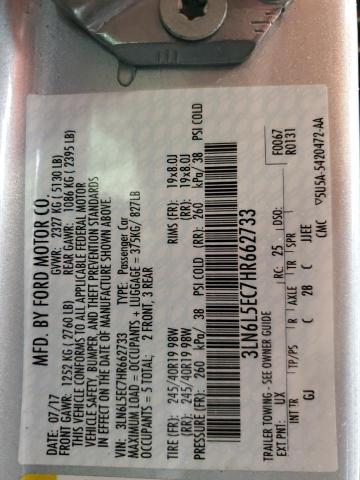 MFD. BY FORD MOTOR CO.
DATE: 07/17 GVWR: 2327 KG ( 5130 LB)
FRONT GAWR: 1252 KG ( 2760 LB) REAR GAWR: 1086 KG ( 2395 LB)
THIS VEHICLE CONFORMS TO ALL APPLICABLE FEDERAL MOTOR
VEHICLE SAFETY, BUMPER, AND THEFT PREVENTION STANDARDS
IN EFFECT ON THE DATE OF MANUFACTURE SHOWN ABOVE.
VIN: 3LN6L5EC7HR662733 TYPE: Passenger Car
MAXIMUM LOAD = OCCUPANTS + LUGGAGE = 375KG/ 827LB
OCCUPANTS = 5 TOTAL: 2 FRONT, 3 REAR
TIRE (FR): 245/40R19 98W RIMS (FR): 19x8.0J
(RR): 245/40R19 98W (RR): 19x8.0J
PRESSURE (FR): 260 kPa/ 38 PSI COLD (RR): 260 kPa/ 38 PSI COLD
3LN6L5EC7HR662733
F0067
R0131
TRAILER TOWING - SEE OWNER GUIDE
EXT PNT: UX RC: 25 DSO:
INT TR TP/PS R AXLE TR SPR
GJ C 28 C JJEE
CMC
5U5A-5420472-AA